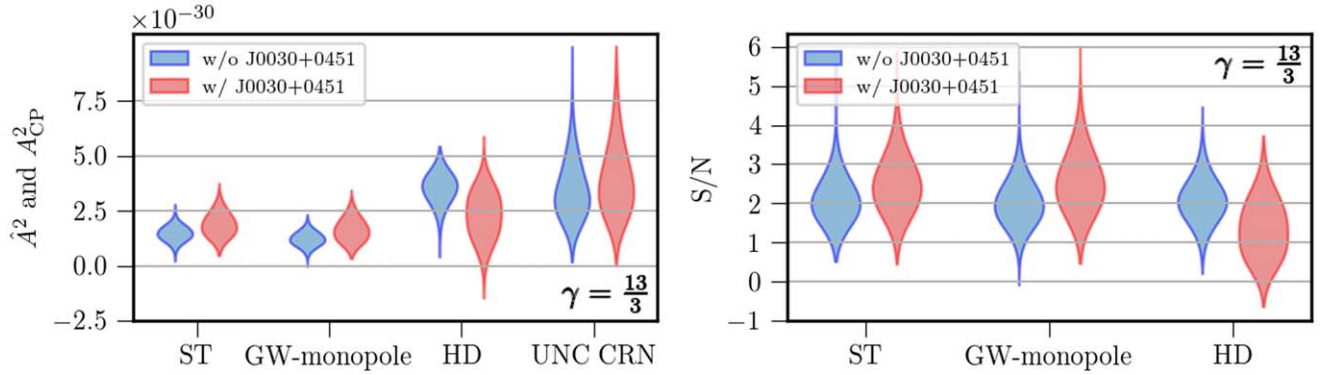 ×10⁻³⁰
w/o J0030+0451
w/ J0030+0451
7.5
5.0
2.5
0.0
−2.5
Â² and A²_CP
γ = 13/3
ST GW-monopole HD UNC CRN
w/o J0030+0451
w/ J0030+0451
γ = 13/3
6
5
4
3
2
1
0
−1
S/N
ST GW-monopole HD